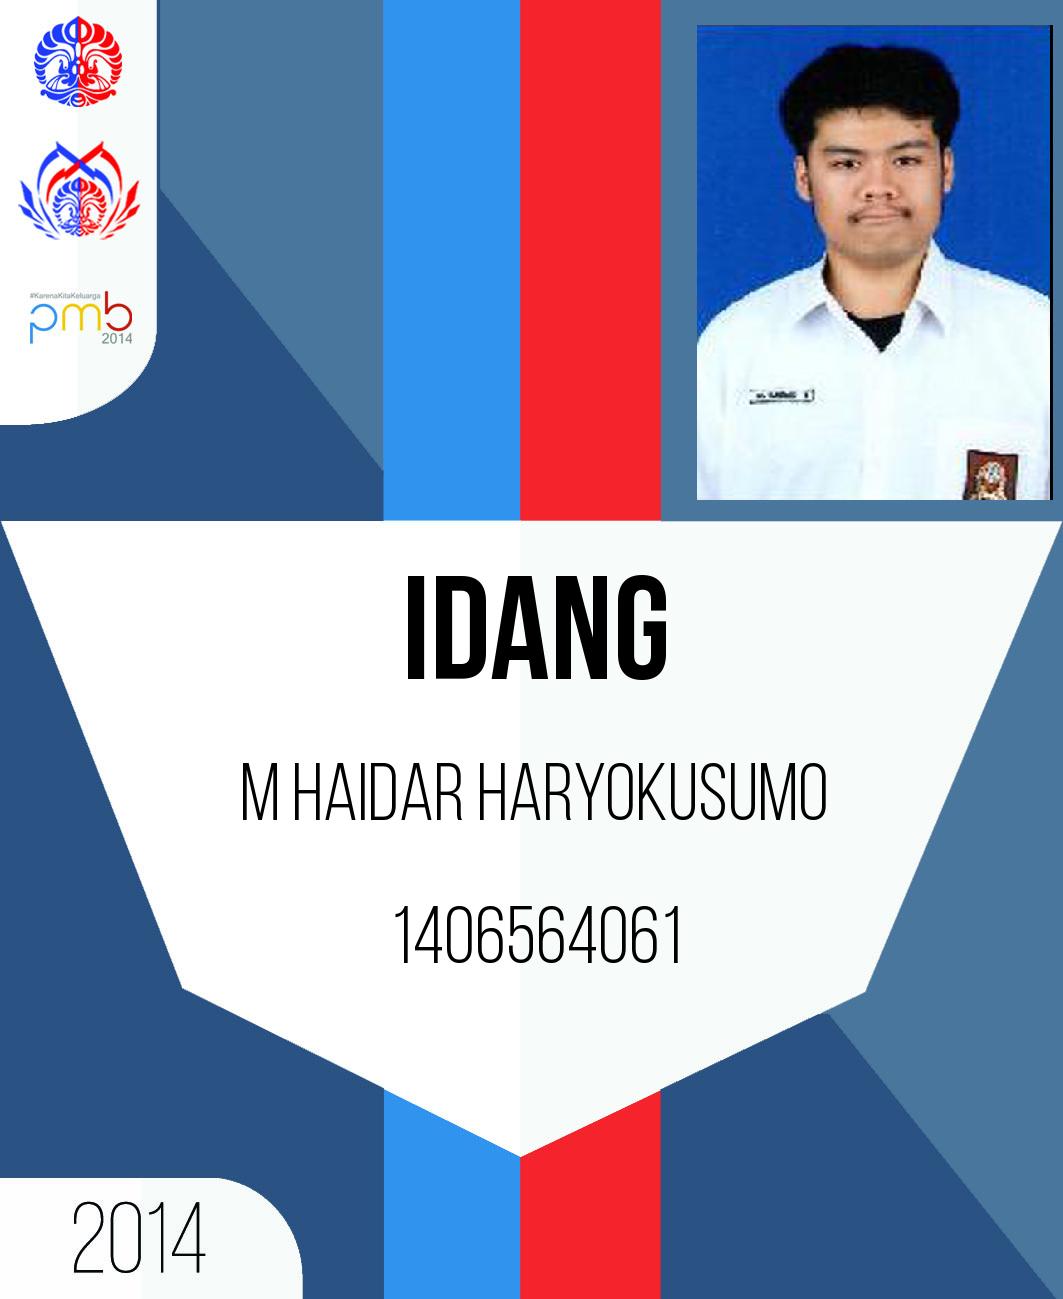 #KarenaKitaKeluarga
pmb
2014
IDANG
M HAIDAR HARYOKUSUMO
1406564061
2014